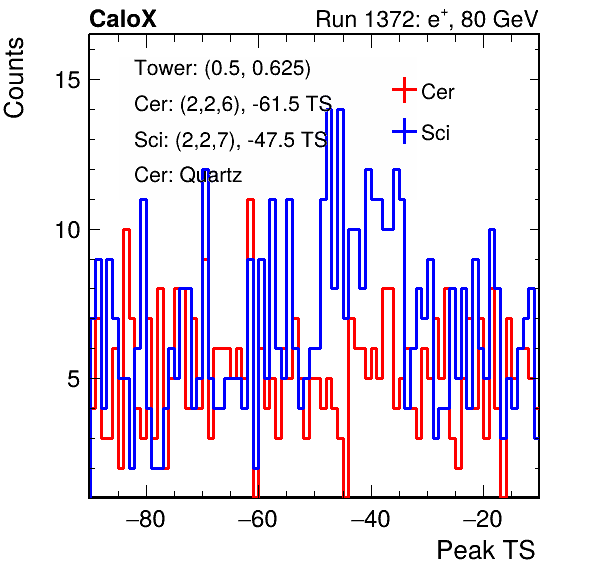 CaloX Run 1372: e⁺, 80 GeV
Counts
Tower: (0.5, 0.625)
Cer: (2,2,6), -61.5 TS
Sci: (2,2,7), -47.5 TS
Cer: Quartz
Cer
Sci
15
10
5
−80 −60 −40 −20
Peak TS